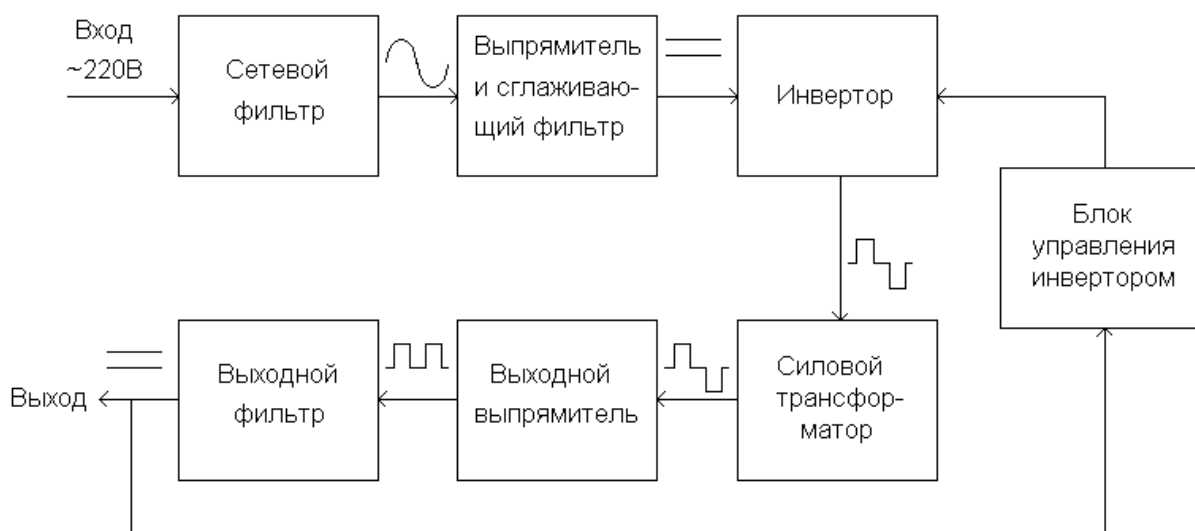 Вход
~220В
Сетевой
фильтр
Выпрямитель
и сглаживаю-
щий фильтр
Инвертор
Блок
управления
инвертором
Силовой
трансфор-
матор
Выходной
выпрямитель
Выходной
фильтр
Выход